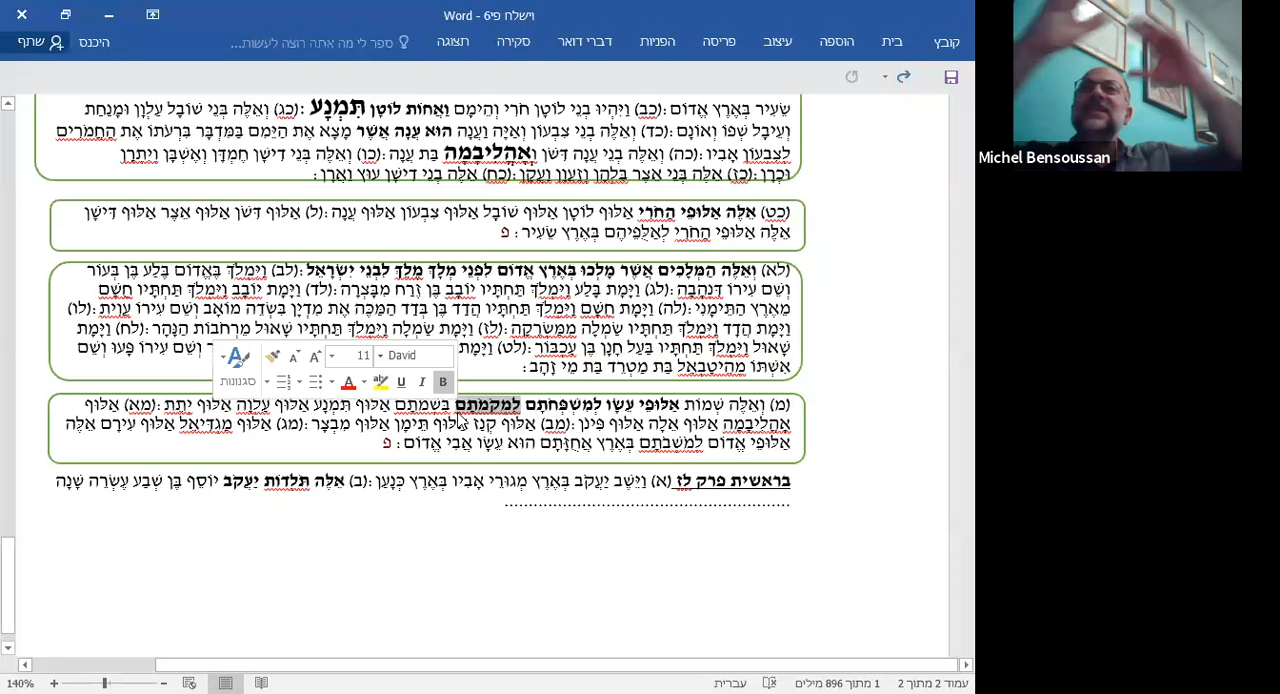 וישלח פי6 - Word
קובץ בית הוספה עיצוב פריסה הפניות דברי דואר סקירה תצוגה ספר לי מה אתה רוצה לעשות... היכנס שתף
שֵׂעִיר בְּאֶרֶץ אֱדוֹם: (כב) וַיִּהְיוּ בְנֵי לוֹטָן חֹרִי וְהֵימָם וַאֲחוֹת לוֹטָן תִּמְנָע: (כג) וְאֵלֶּה בְּנֵי שׁוֹבָל עַלְוָן וּמָנַחַת
וְעֵיבָל שְׁפוֹ וְאוֹנָם: (כד) וְאֵלֶּה בְנֵי צִבְעוֹן וְאַיָּה וַעֲנָה הוּא עֲנָה אֲשֶׁר מָצָא אֶת הַיֵּמִם בַּמִּדְבָּר בִּרְעֹתוֹ אֶת הַחֲמֹרִים
לְצִבְעוֹן אָבִיו: (כה) וְאֵלֶּה בְנֵי עֲנָה דִּשֹׁן וְאָהֳלִיבָמָה בַּת עֲנָה: (כו) וְאֵלֶּה בְּנֵי דִישָׁן חֶמְדָּן וְאֶשְׁבָּן וְיִתְרָן
וּכְרָן: (כז) אֵלֶּה בְּנֵי אֵצֶר בִּלְהָן וְזַעֲוָן וַעֲקָן: (כח) אֵלֶּה בְנֵי דִישָׁן עוּץ וַאֲרָן:
(כט) אֵלֶּה אַלּוּפֵי הַחֹרִי אַלּוּף לוֹטָן אַלּוּף שׁוֹבָל אַלּוּף צִבְעוֹן אַלּוּף עֲנָה: (ל) אַלּוּף דִּשֹׁן אַלּוּף אֵצֶר אַלּוּף דִּישָׁן
אֵלֶּה אַלּוּפֵי הַחֹרִי לְאַלֻּפֵיהֶם בְּאֶרֶץ שֵׂעִיר: פ
(לא) וְאֵלֶּה הַמְּלָכִים אֲשֶׁר מָלְכוּ בְּאֶרֶץ אֱדוֹם לִפְנֵי מְלָךְ מֶלֶךְ לִבְנֵי יִשְׂרָאֵל: (לב) וַיִּמְלֹךְ בֶּאֱדוֹם בֶּלַע בֶּן בְּעוֹר
וְשֵׁם עִירוֹ דִּנְהָבָה: (לג) וַיָּמָת בָּלַע וַיִּמְלֹךְ תַּחְתָּיו יוֹבָב בֶּן זֶרַח מִבָּצְרָה: (לד) וַיָּמָת יוֹבָב וַיִּמְלֹךְ תַּחְתָּיו חֻשָׁם
מֵאֶרֶץ הַתֵּימָנִי: (לה) וַיָּמָת חֻשָׁם וַיִּמְלֹךְ תַּחְתָּיו הֲדַד בֶּן בְּדַד הַמַּכֶּה אֶת מִדְיָן בִּשְׂדֵה מוֹאָב וְשֵׁם עִירוֹ עֲוִית: (לו)
וַיָּמָת הֲדָד וַיִּמְלֹךְ תַּחְתָּיו שַׂמְלָה מִמַּשְׂרֵקָה: (לז) וַיָּמָת שַׂמְלָה וַיִּמְלֹךְ תַּחְתָּיו שָׁאוּל מֵרְחֹבוֹת הַנָּהָר: (לח) וַיָּמָת
שָׁאוּל וַיִּמְלֹךְ תַּחְתָּיו בַּעַל חָנָן בֶּן עַכְבּוֹר: (לט) וַיָּמָת וְשֵׁם עִירוֹ פָּעוּ וְשֵׁם
אִשְׁתּוֹ מְהֵיטַבְאֵל בַּת מַטְרֵד בַּת מֵי זָהָב:
David 11
B I U A סגנונות
(מ) וְאֵלֶּה שְׁמוֹת אַלּוּפֵי עֵשָׂו לְמִשְׁפְּחֹתָם לִמְקֹמֹתָם בִּשְׁמֹתָם אַלּוּף תִּמְנָע אַלּוּף עַלְוָה אַלּוּף יְתֵת: (מא) אַלּוּף
אָהֳלִיבָמָה אַלּוּף אֵלָה אַלּוּף פִּינֹן: (מב) אַלּוּף קְנַז אַלּוּף תֵּימָן אַלּוּף מִבְצָר: (מג) אַלּוּף מַגְדִּיאֵל אַלּוּף עִירָם אֵלֶּה
אַלּוּפֵי אֱדוֹם לְמֹשְׁבֹתָם בְּאֶרֶץ אֲחֻזָּתָם הוּא עֵשָׂו אֲבִי אֱדוֹם: פ
בראשית פרק לז (א) וַיֵּשֶׁב יַעֲקֹב בְּאֶרֶץ מְגוּרֵי אָבִיו בְּאֶרֶץ כְּנָעַן: (ב) אֵלֶּה תֹּלְדוֹת יַעֲקֹב יוֹסֵף בֶּן שְׁבַע עֶשְׂרֵה שָׁנָה
.......................................................
עמוד 2 מתוך 2 1 מתוך 896 מילים עברית 140%
Michel Bensoussan